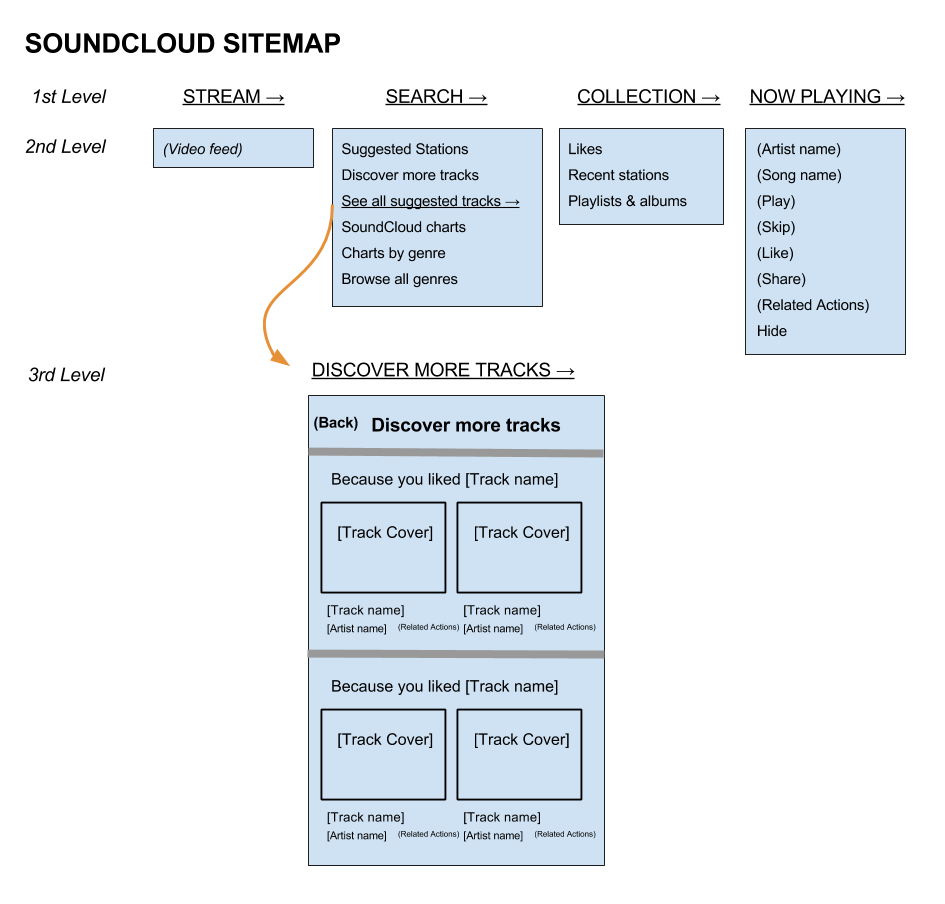 SOUNDCLOUD SITEMAP
1st Level
STREAM →
SEARCH →
COLLECTION →
NOW PLAYING →
2nd Level
(Video feed)
Suggested Stations
Discover more tracks
See all suggested tracks →
SoundCloud charts
Charts by genre
Browse all genres
Likes
Recent stations
Playlists & albums
(Artist name)
(Song name)
(Play)
(Skip)
(Like)
(Share)
(Related Actions)
Hide
3rd Level
DISCOVER MORE TRACKS →
(Back) Discover more tracks
Because you liked [Track name]
[Track Cover] [Track Cover]
[Track name] [Track name]
[Artist name] (Related Actions) [Artist name] (Related Actions)
Because you liked [Track name]
[Track Cover] [Track Cover]
[Track name] [Track name]
[Artist name] (Related Actions) [Artist name] (Related Actions)